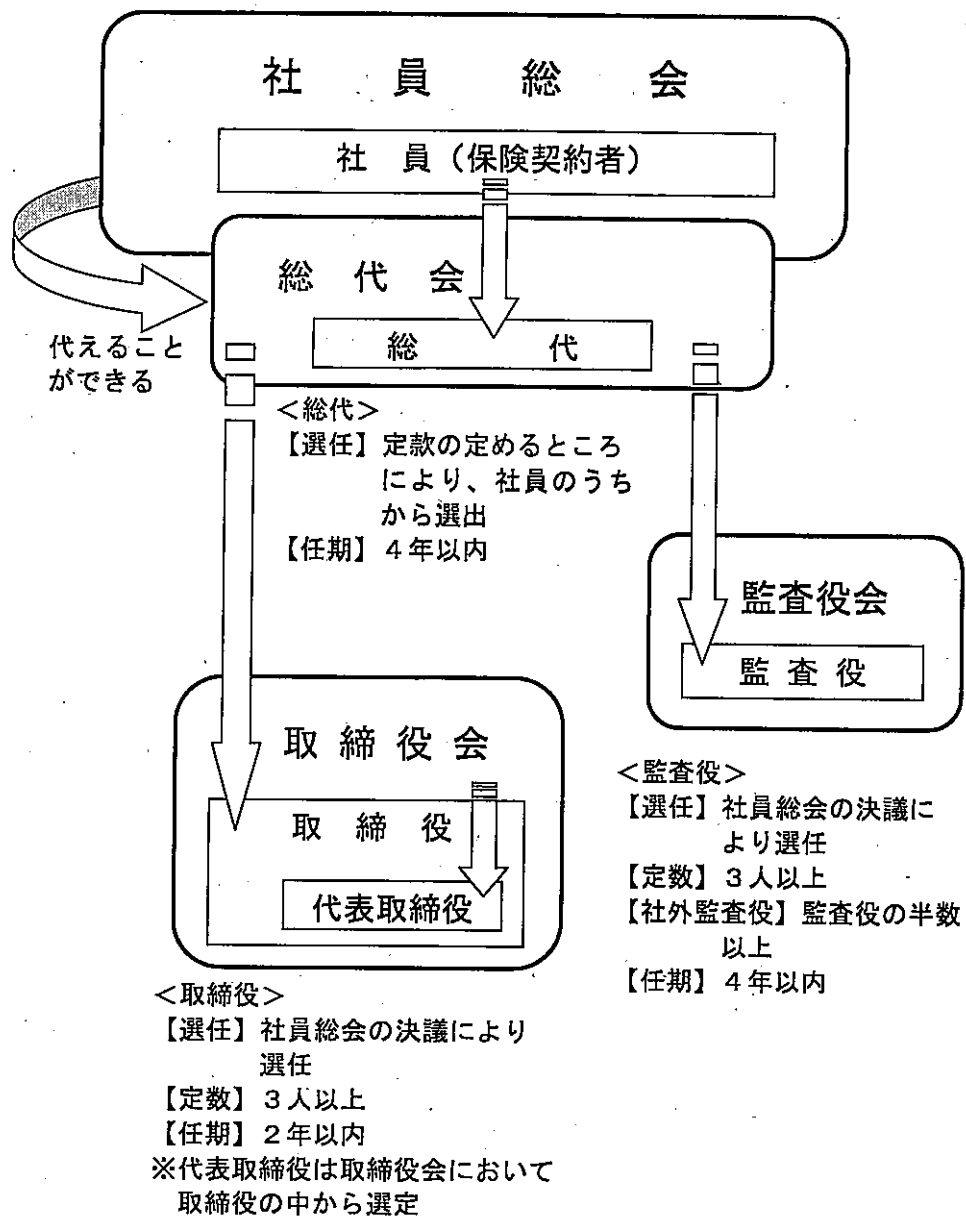 社員総会
社員（保険契約者）
総代会
総代
代えること
ができる
＜総代＞
【選任】定款の定めるところ
により、社員のうち
から選出
【任期】４年以内
監査役会
監査役
取締役会
取締役
代表取締役
＜監査役＞
【選任】社員総会の決議に
より選任
【定数】３人以上
【社外監査役】監査役の半数
以上
【任期】４年以内
＜取締役＞
【選任】社員総会の決議により
選任
【定数】３人以上
【任期】２年以内
※代表取締役は取締役会において
取締役の中から選定